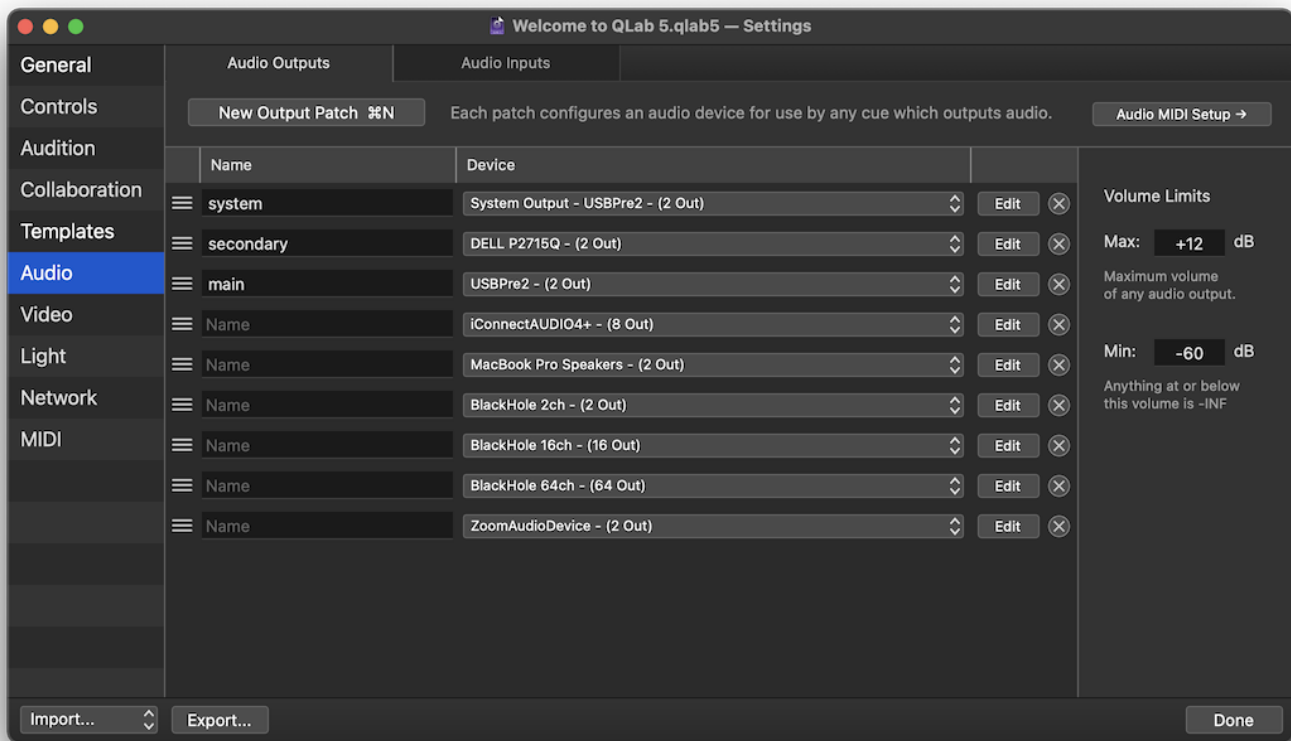 Welcome to QLab 5.qlab5 — Settings
General
Controls
Audition
Collaboration
Templates
Audio
Video
Light
Network
MIDI
Audio Outputs
Audio Inputs
New Output Patch ⌘N
Each patch configures an audio device for use by any cue which outputs audio.
Audio MIDI Setup →
Name Device
system System Output - USBPre2 - (2 Out) Edit
secondary DELL P2715Q - (2 Out) Edit
main USBPre2 - (2 Out) Edit
Name iConnectAUDIO4+ - (8 Out) Edit
Name MacBook Pro Speakers - (2 Out) Edit
Name BlackHole 2ch - (2 Out) Edit
Name BlackHole 16ch - (16 Out) Edit
Name BlackHole 64ch - (64 Out) Edit
Name ZoomAudioDevice - (2 Out) Edit
Volume Limits
Max: +12 dB
Maximum volume
of any audio output.
Min: -60 dB
Anything at or below
this volume is -INF
Import...
Export...
Done